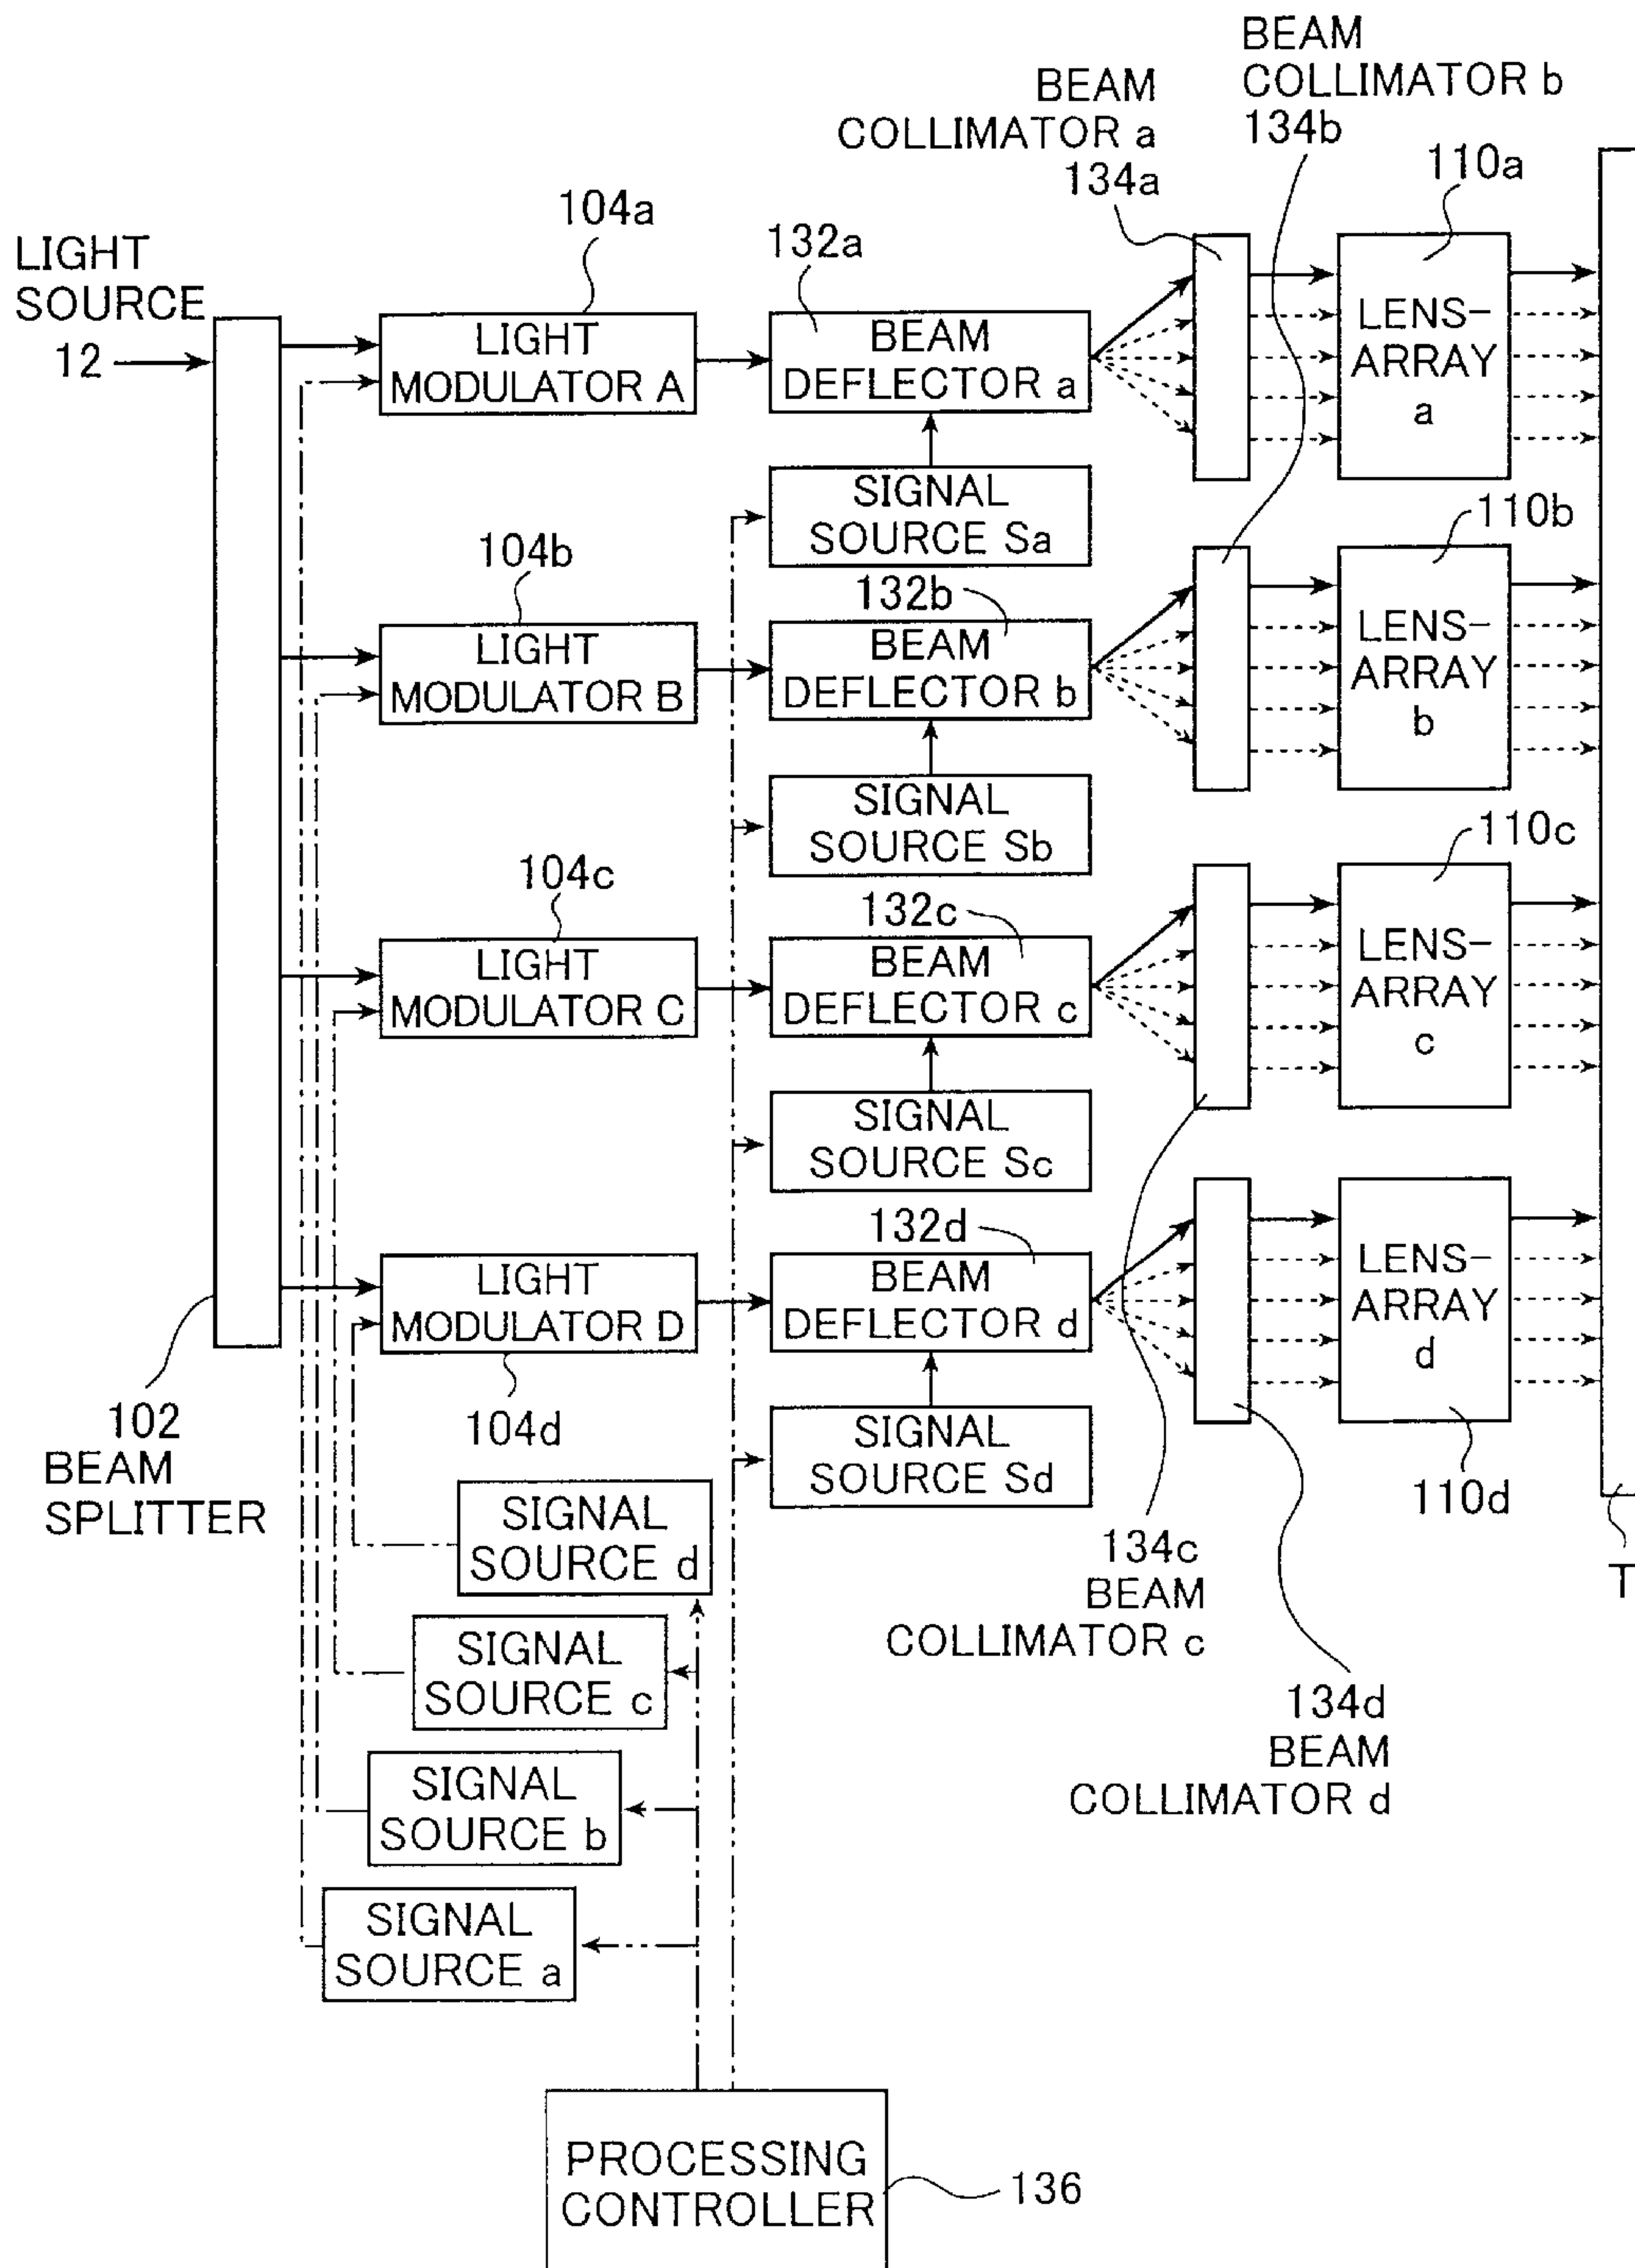 BEAM
COLLIMATOR b
134b
BEAM
COLLIMATOR a
134a
110a
104a
132a
LIGHT
SOURCE
12
LIGHT
MODULATOR A
BEAM
DEFLECTOR a
LENS-
ARRAY
a
SIGNAL
SOURCE Sa
110b
104b
132b
LIGHT
MODULATOR B
BEAM
DEFLECTOR b
LENS-
ARRAY
b
SIGNAL
SOURCE Sb
110c
104c
132c
LIGHT
MODULATOR C
BEAM
DEFLECTOR c
LENS-
ARRAY
c
SIGNAL
SOURCE Sc
132d
LIGHT
MODULATOR D
BEAM
DEFLECTOR d
LENS-
ARRAY
d
102
BEAM
SPLITTER
104d
SIGNAL
SOURCE Sd
110d
T
SIGNAL
SOURCE d
134c
BEAM
COLLIMATOR c
SIGNAL
SOURCE c
134d
BEAM
COLLIMATOR d
SIGNAL
SOURCE b
SIGNAL
SOURCE a
PROCESSING
CONTROLLER
136